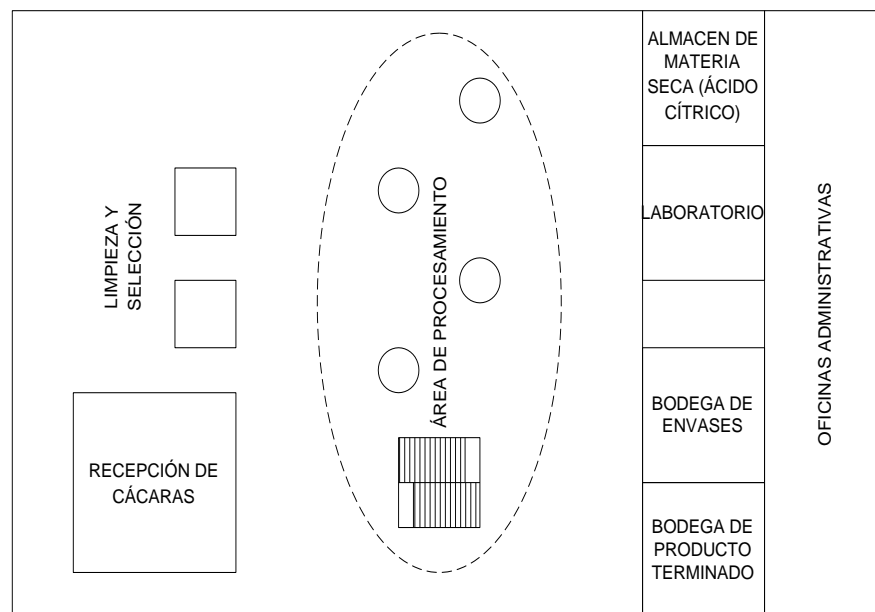 ALMACEN DE
MATERIA
SECA (ÁCIDO
CÍTRICO)
LABORATORIO
BODEGA DE
ENVASES
BODEGA DE
PRODUCTO
TERMINADO
OFICINAS ADMINISTRATIVAS
ÁREA DE PROCESAMIENTO
LIMPIEZA Y
SELECCIÓN
RECEPCIÓN DE
CÁCARAS